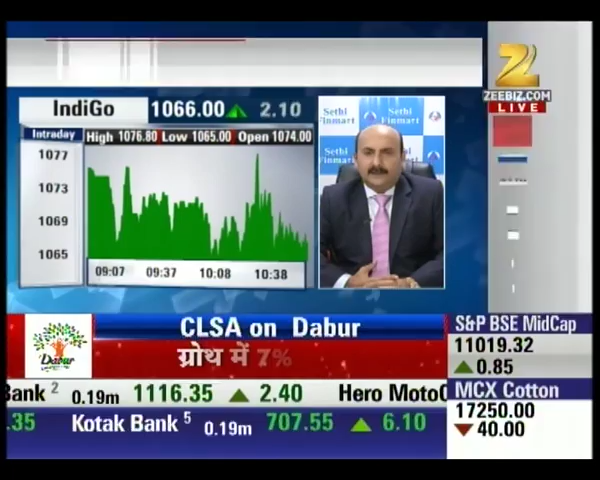 Z
ZEEBIZ.COM
LIVE
IndiGo 1066.00 2.10
Intraday High 1076.80 Low 1065.00 Open 1074.00
1077
1073
1069
1065
09:07 09:37 10:08 10:38
Sethi Finmart
Sethi Finmart
Sethi Finmart
Dabur
CLSA on Dabur
ग्रोथ में 7%
S&P BSE MidCap
11019.32
0.85
MCX Cotton
17250.00
40.00
Bank 2 0.19m 1116.35 2.40 Hero MotoC
.35 Kotak Bank 5 0.19m 707.55 6.10